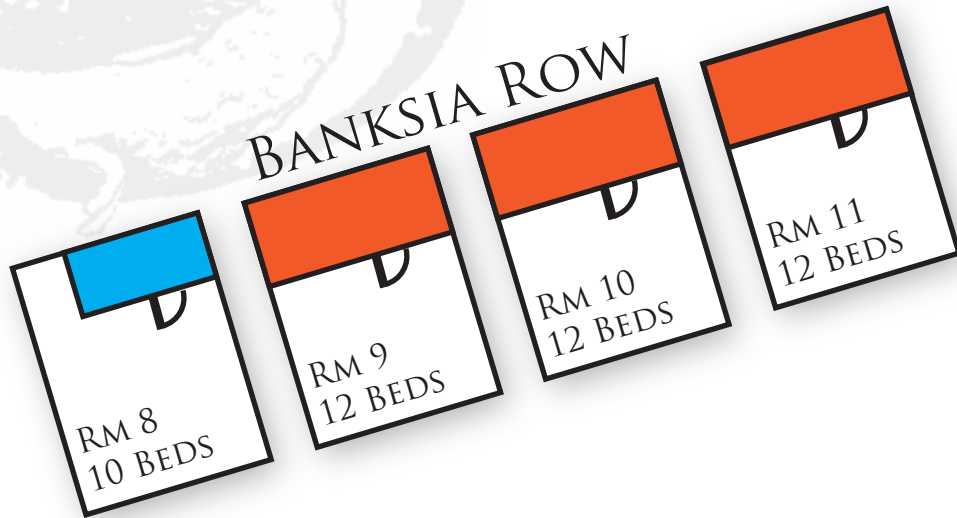 Banksia Row
Rm 8
10 Beds
Rm 9
12 Beds
Rm 10
12 Beds
Rm 11
12 Beds